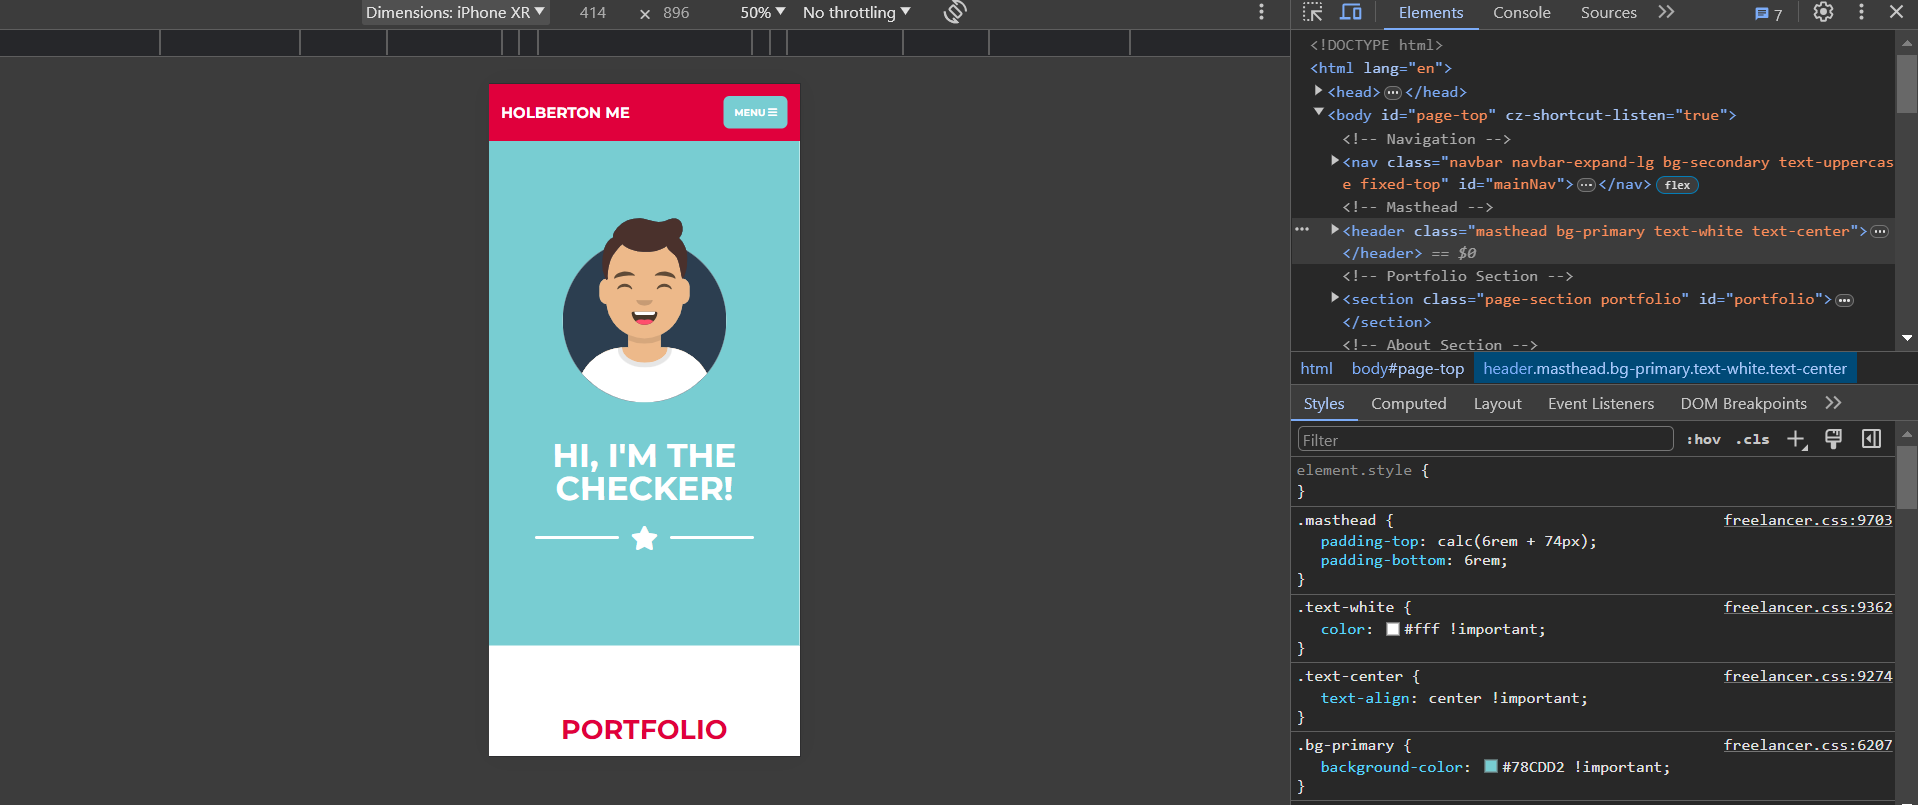 Dimensions: iPhone XR ▼ 414 × 896 50% ▼ No throttling ▼
Elements Console Sources 7
HOLBERTON ME
MENU
HI, I'M THE
CHECKER!
PORTFOLIO
<!DOCTYPE html>
<html lang="en">
<head>…</head>
<body id="page-top" cz-shortcut-listen="true">
<!-- Navigation -->
<nav class="navbar navbar-expand-lg bg-secondary text-uppercas
e fixed-top" id="mainNav">…</nav> flex
<!-- Masthead -->
<header class="masthead bg-primary text-white text-center">…
</header> == $0
<!-- Portfolio Section -->
<section class="page-section portfolio" id="portfolio">…
</section>
<!-- About Section -->
html body#page-top header.masthead.bg-primary.text-white.text-center
Styles Computed Layout Event Listeners DOM Breakpoints
Filter :hov .cls
element.style {
}
.masthead { freelancer.css:9703
padding-top: calc(6rem + 74px);
padding-bottom: 6rem;
}
.text-white { freelancer.css:9362
color: #fff !important;
}
.text-center { freelancer.css:9274
text-align: center !important;
}
.bg-primary { freelancer.css:6207
background-color: #78CDD2 !important;
}